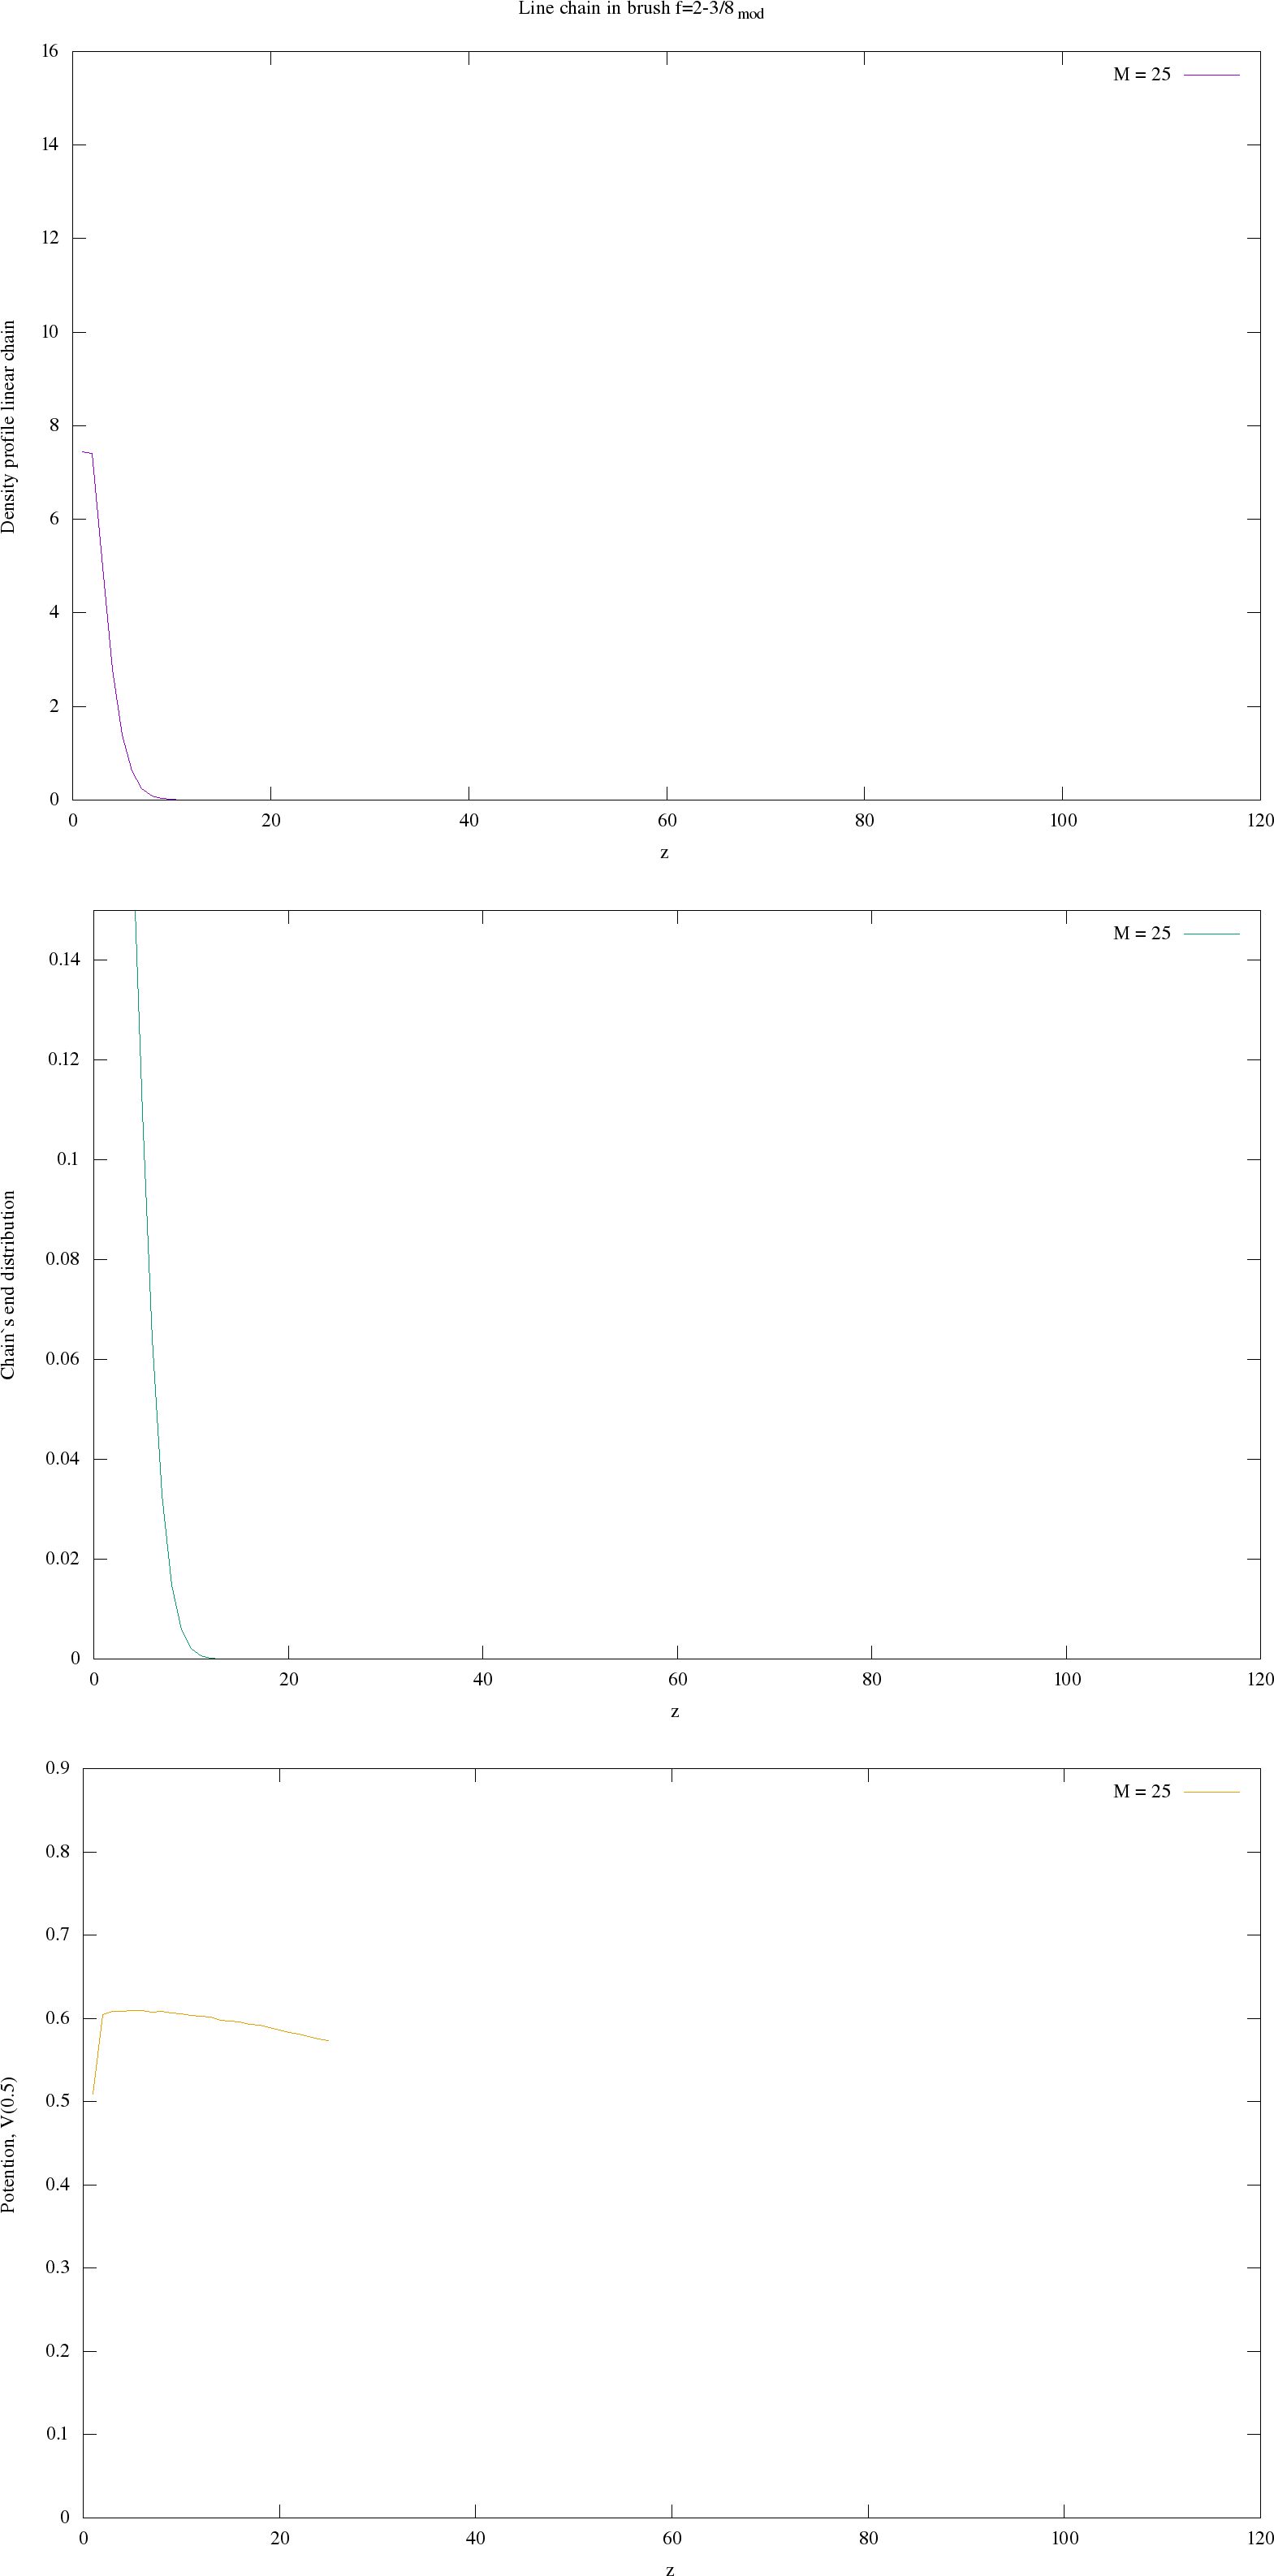 Line chain in brush f=2-3/8 mod
16
M = 25
14
12
10
8
6
4
2
0
Density profile linear chain
0 20 40 60 80 100 120
z
M = 25
0.14
0.12
0.1
0.08
0.06
0.04
0.02
0
Chain`s end distribution
0 20 40 60 80 100 120
z
0.9
M = 25
0.8
0.7
0.6
0.5
0.4
0.3
0.2
0.1
0
Potention, V(0.5)
0 20 40 60 80 100 120
z